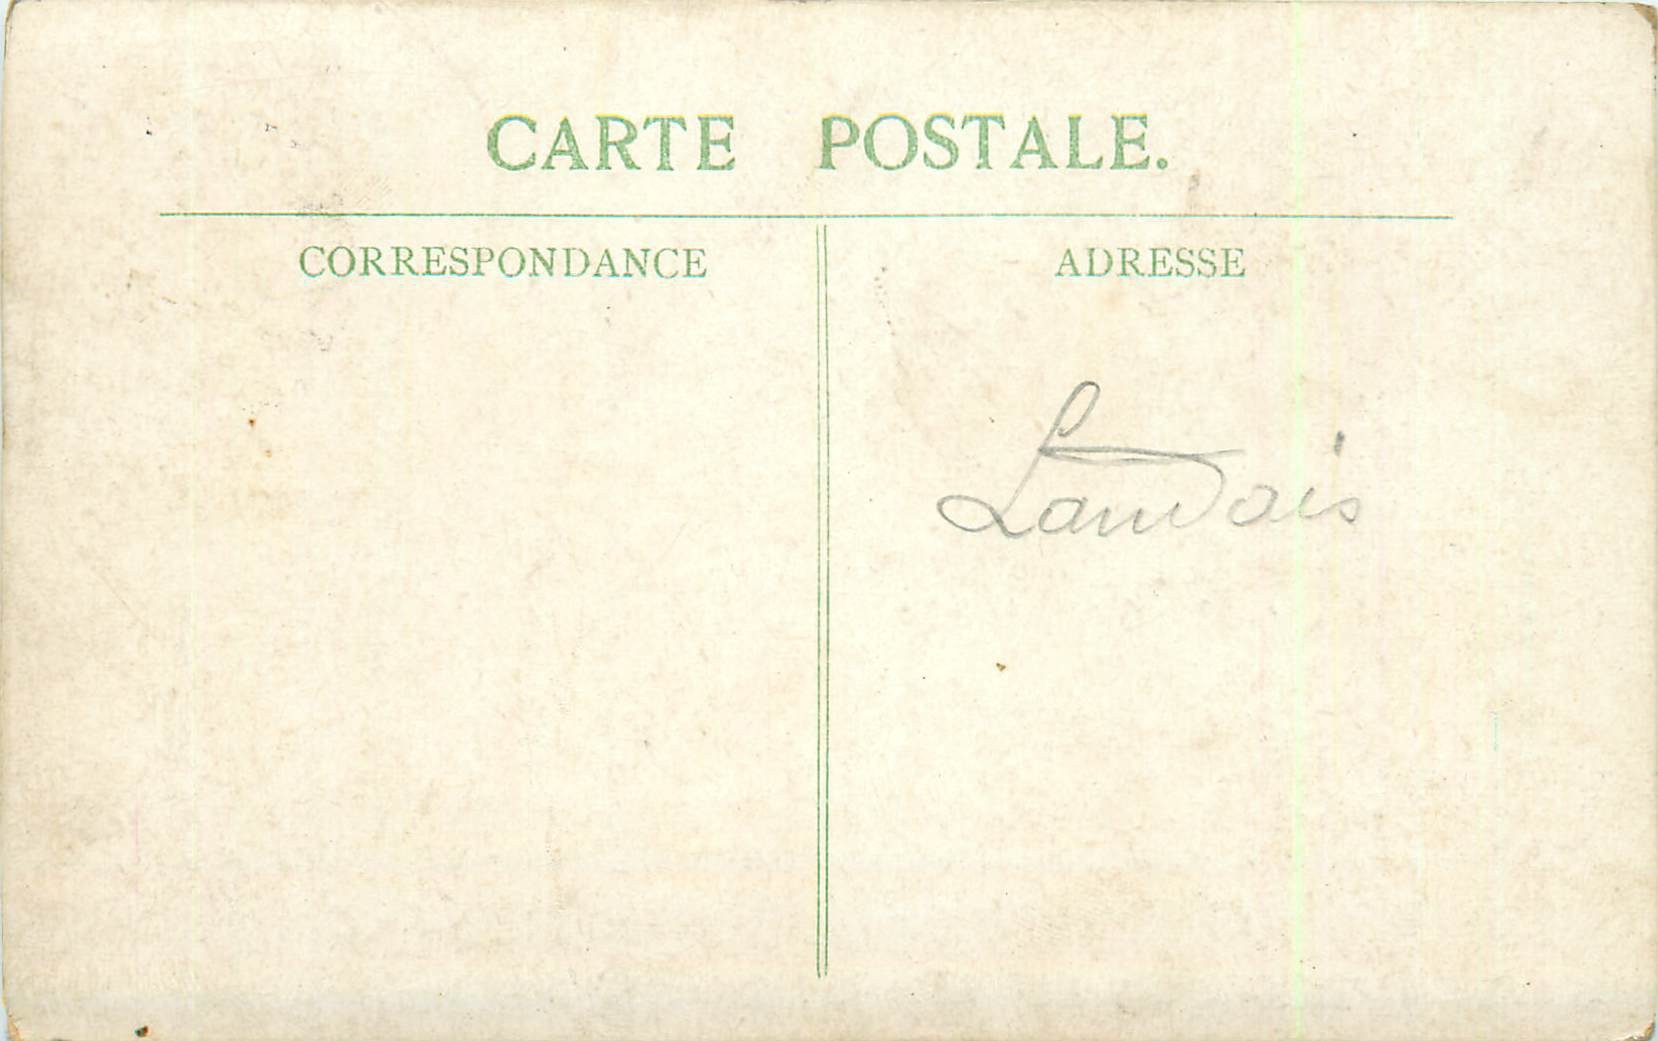 CARTE POSTALE.
CORRESPONDANCE
ADRESSE
Landais